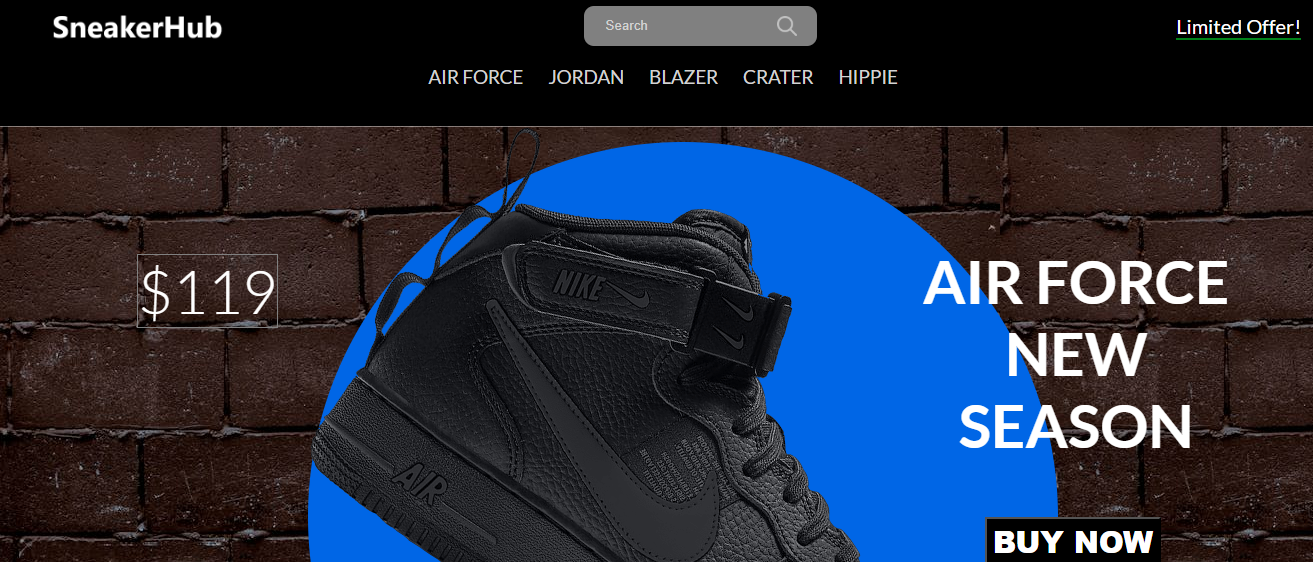 SneakerHub
Search
Limited Offer!
AIR FORCE JORDAN BLAZER CRATER HIPPIE
$119
NIKE
AIR
AIR FORCE
NEW
SEASON
BUY NOW